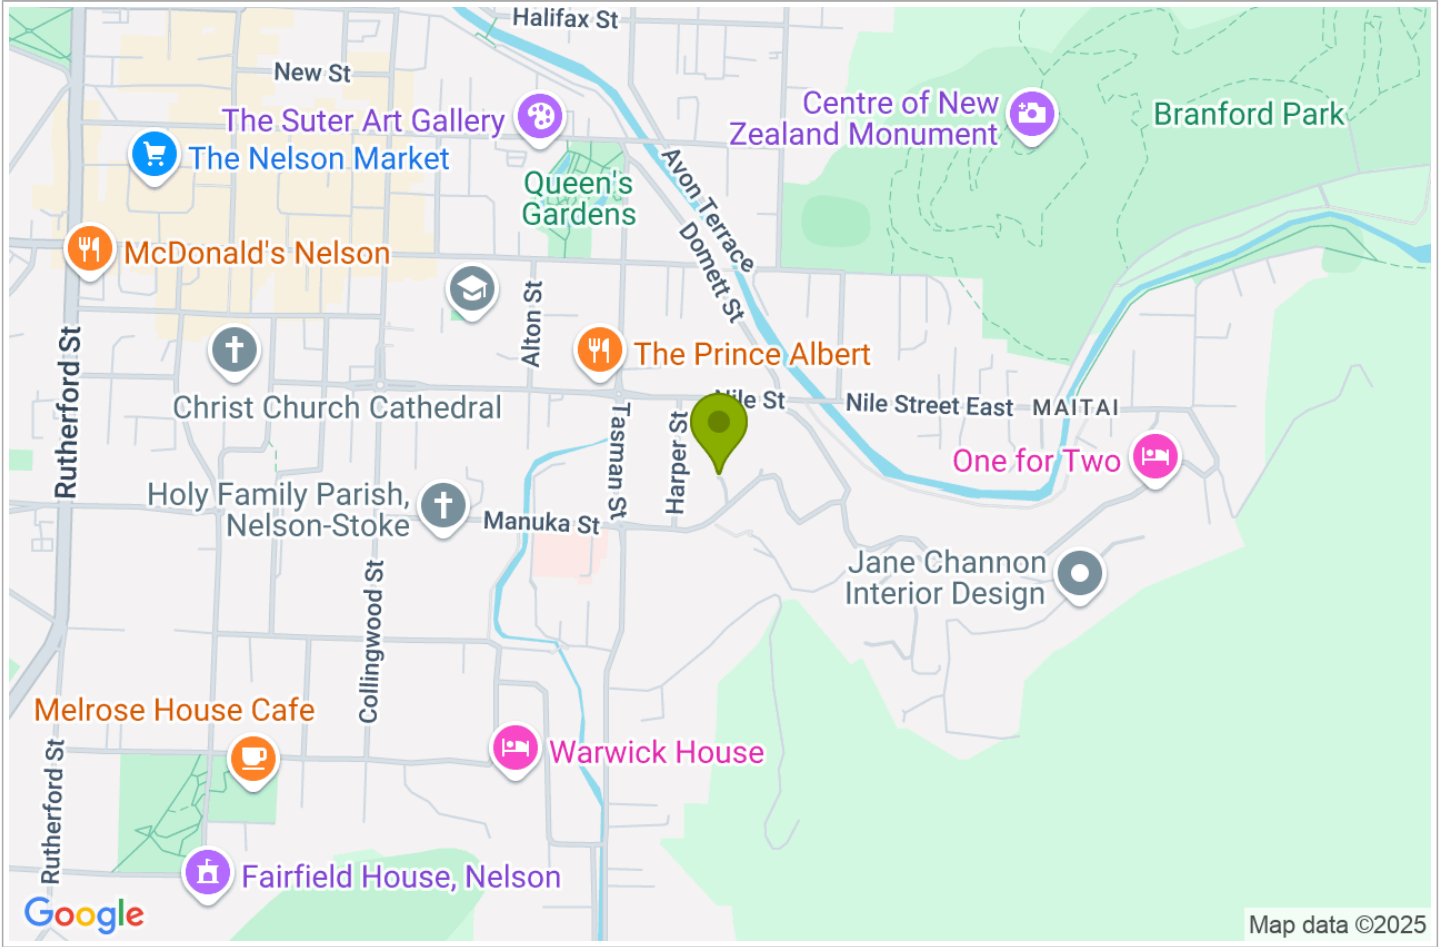 Halifax St
New St
Centre of New
Zealand Monument
Branford Park
The Suter Art Gallery
The Nelson Market
Avon Terrace
Queen's
Gardens
Domett St
McDonald's Nelson
Alton St
Rutherford St
The Prince Albert
Christ Church Cathedral
Nile St
Nile Street East
MAITAI
Tasman St
Harper St
One for Two
Holy Family Parish,
Nelson-Stoke
Manuka St
Jane Channon
Interior Design
Collingwood St
Melrose House Cafe
Warwick House
Rutherford St
Fairfield House, Nelson
Google
Map data ©2025